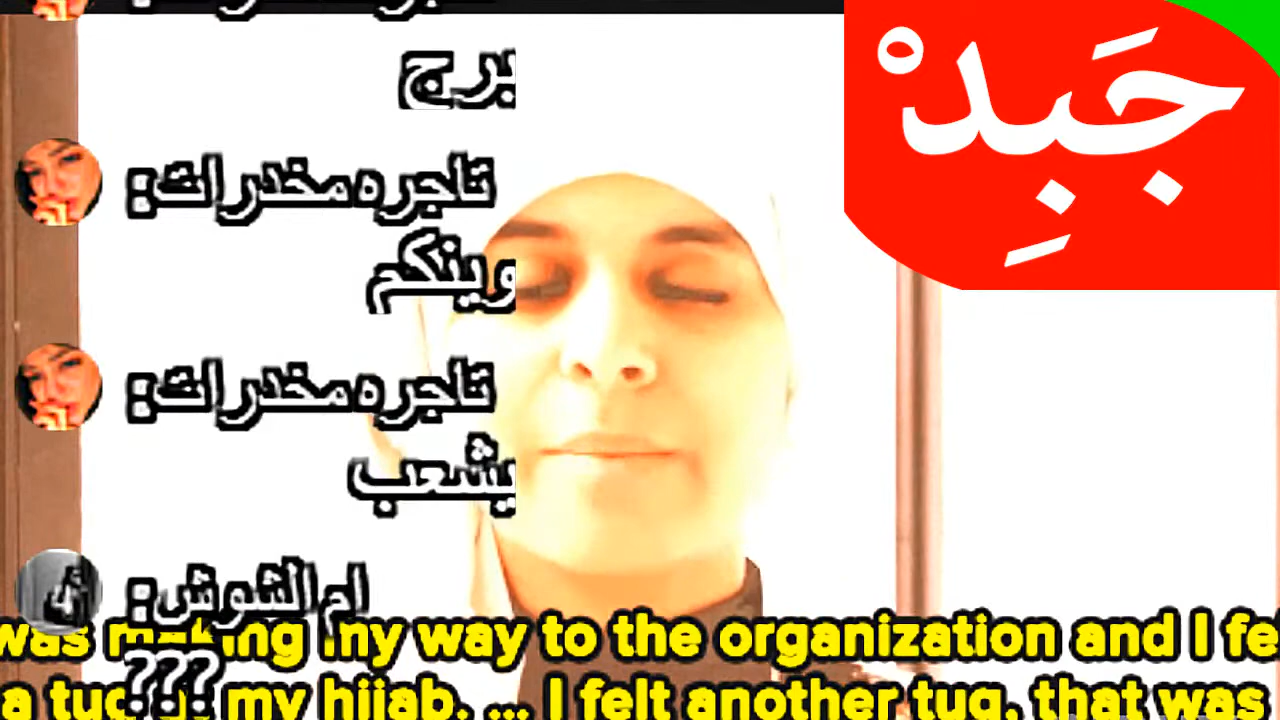 جَبِدْ
برج
تاجره مخدرات:
وينكم
تاجره مخدرات:
يشعب
ام الشوش:
???
was making my way to the organization and I fe
a tug my hijab. ... I felt another tug, that was